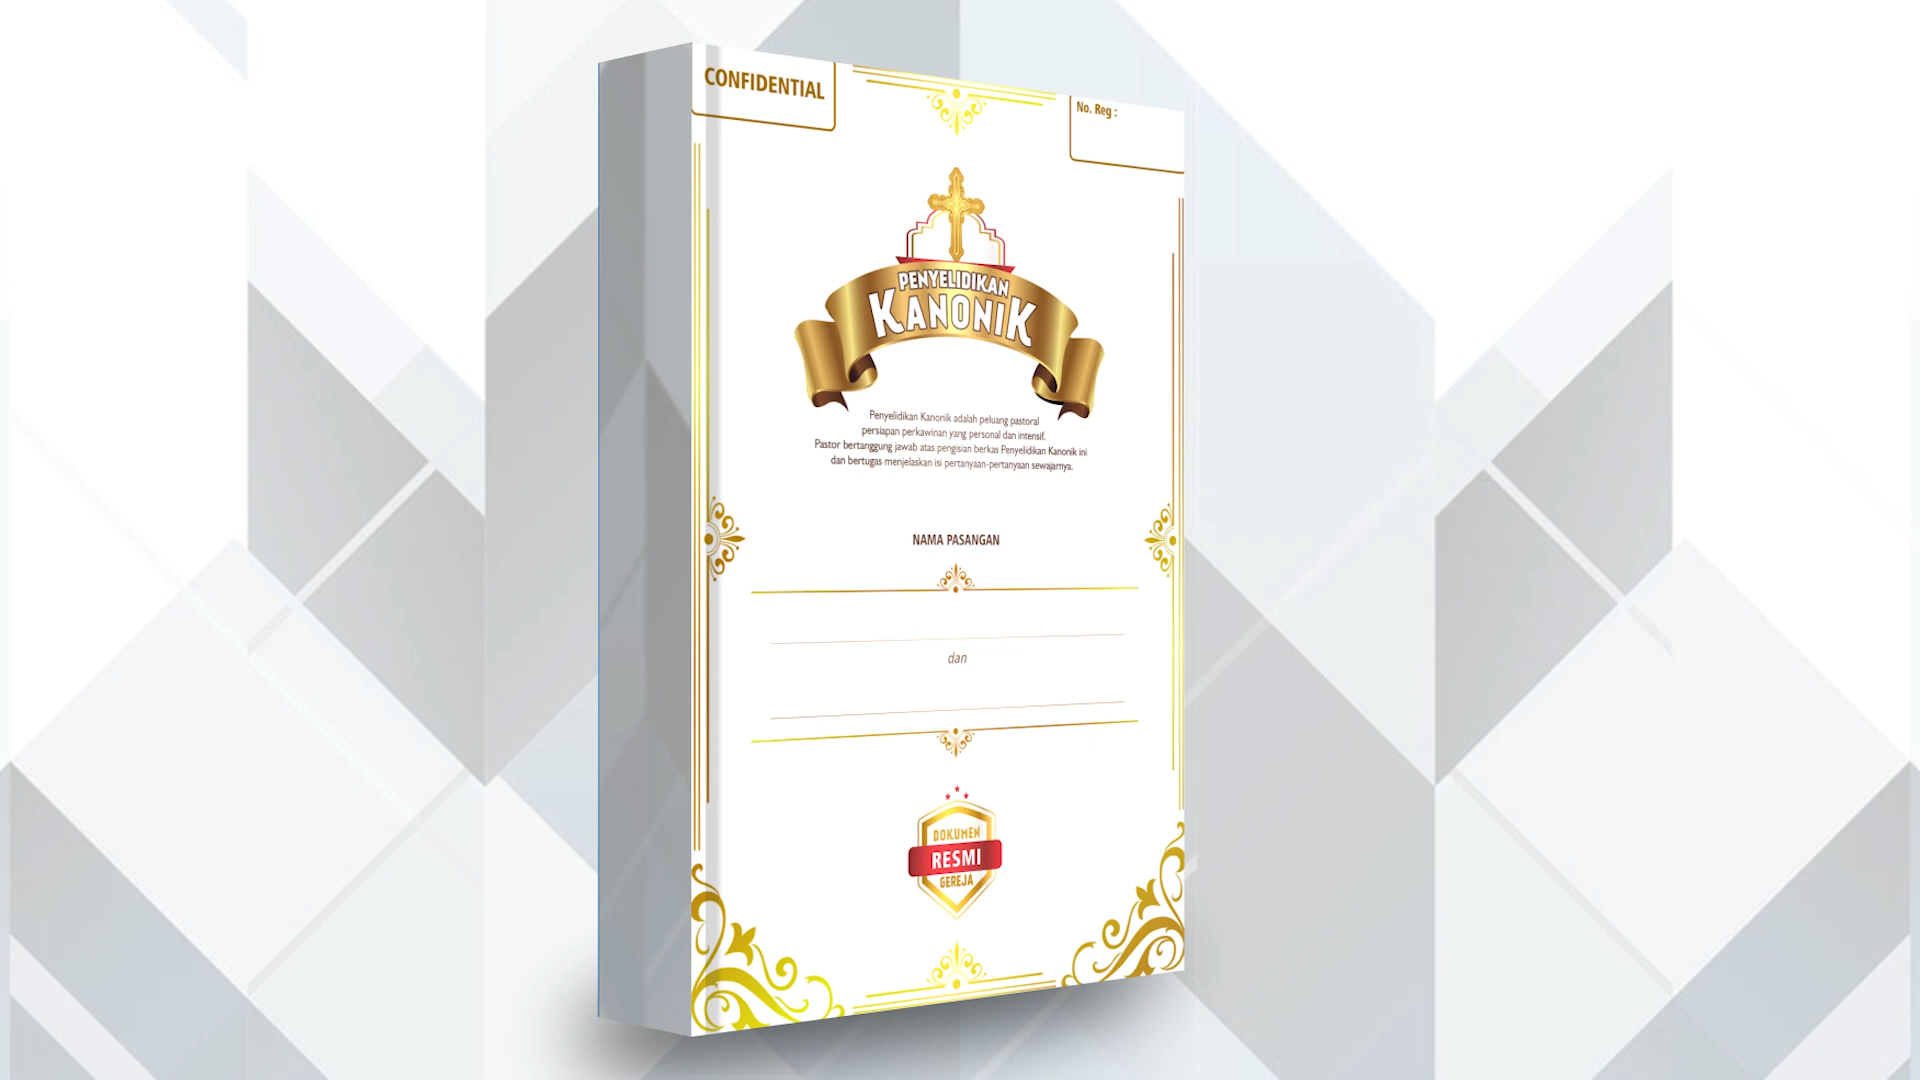 CONFIDENTIAL
No. Reg :
PENYELIDIKAN
KANONIK
Penyelidikan Kanonik adalah peluang pastoral
persiapan perkawinan yang personal dan intensif.
Pastor bertanggung jawab atas pengisian berkas Penyelidikan Kanonik ini
dan bertugas menjelaskan isi pertanyaan-pertanyaan sewajarnya.
NAMA PASANGAN
dan
DOKUMEN
RESMI
GEREJA